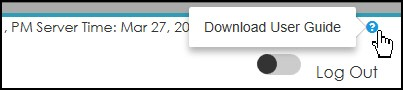 , PM Server Time: Mar 27, 20 Download User Guide ?
Log Out